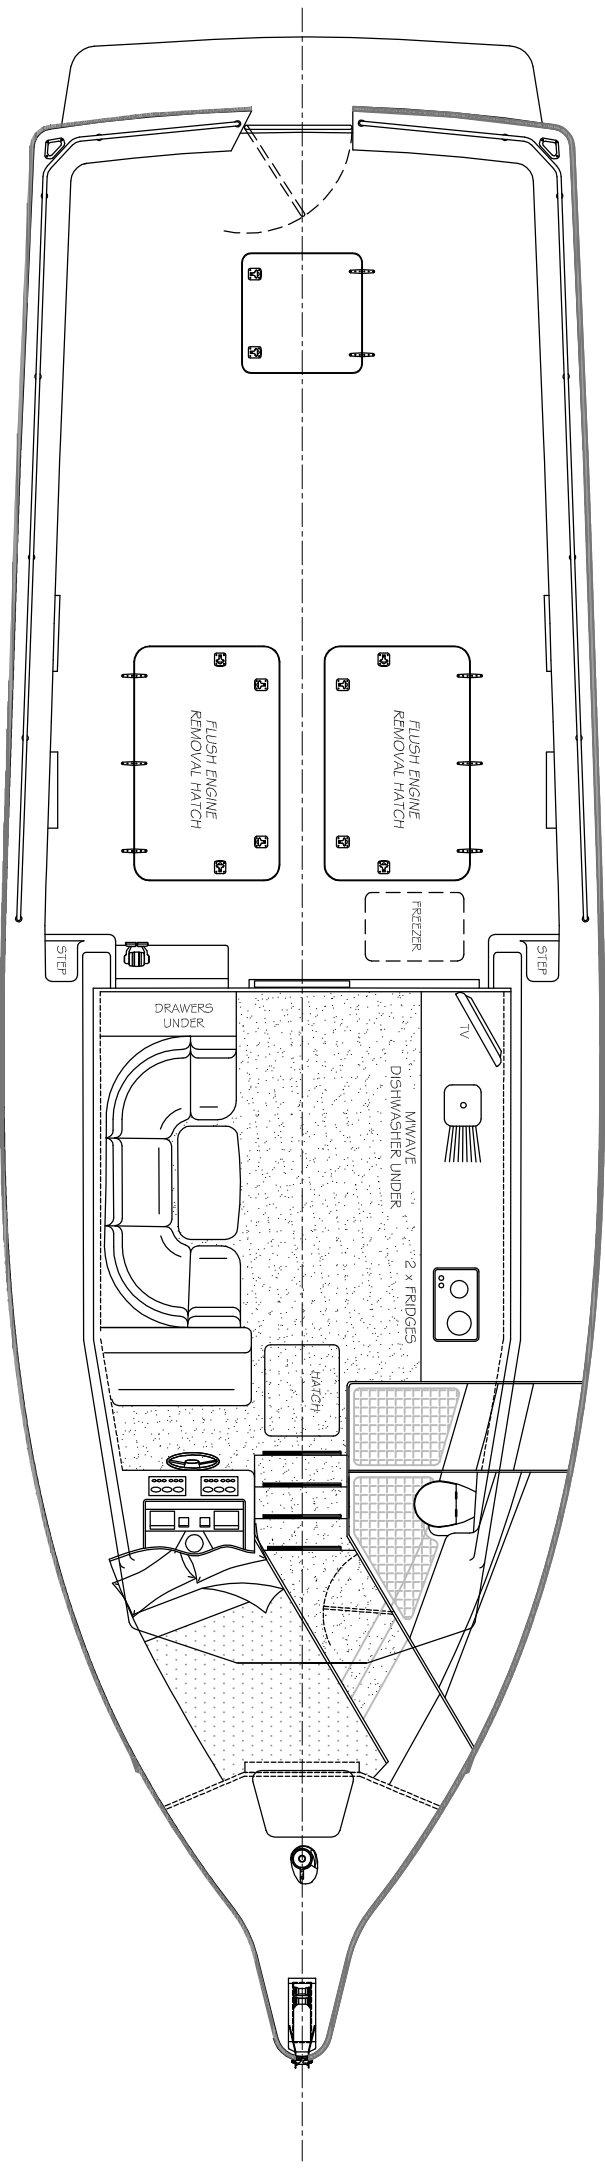 FLUSH ENGINE
REMOVAL HATCH
FLUSH ENGINE
REMOVAL HATCH
FREEZER
STEP
STEP
DRAWERS
UNDER
TV
M'WAVE
DISHWASHER UNDER
2 x FRIDGES
HATCH